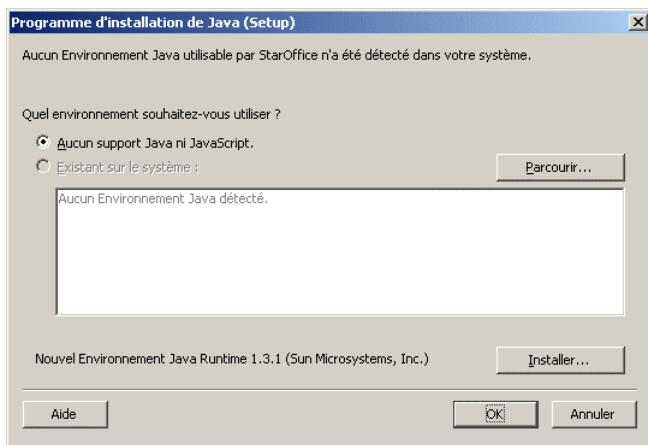 Programme d'installation de Java (Setup)
Aucun Environnement Java utilisable par StarOffice n'a été détecté dans votre système.
Quel environnement souhaitez-vous utiliser ?
Aucun support Java ni JavaScript.
Existant sur le système :
Parcourir...
Aucun Environnement Java détecté.
Nouvel Environnement Java Runtime 1.3.1 (Sun Microsystems, Inc.)
Installer...
Aide
OK
Annuler